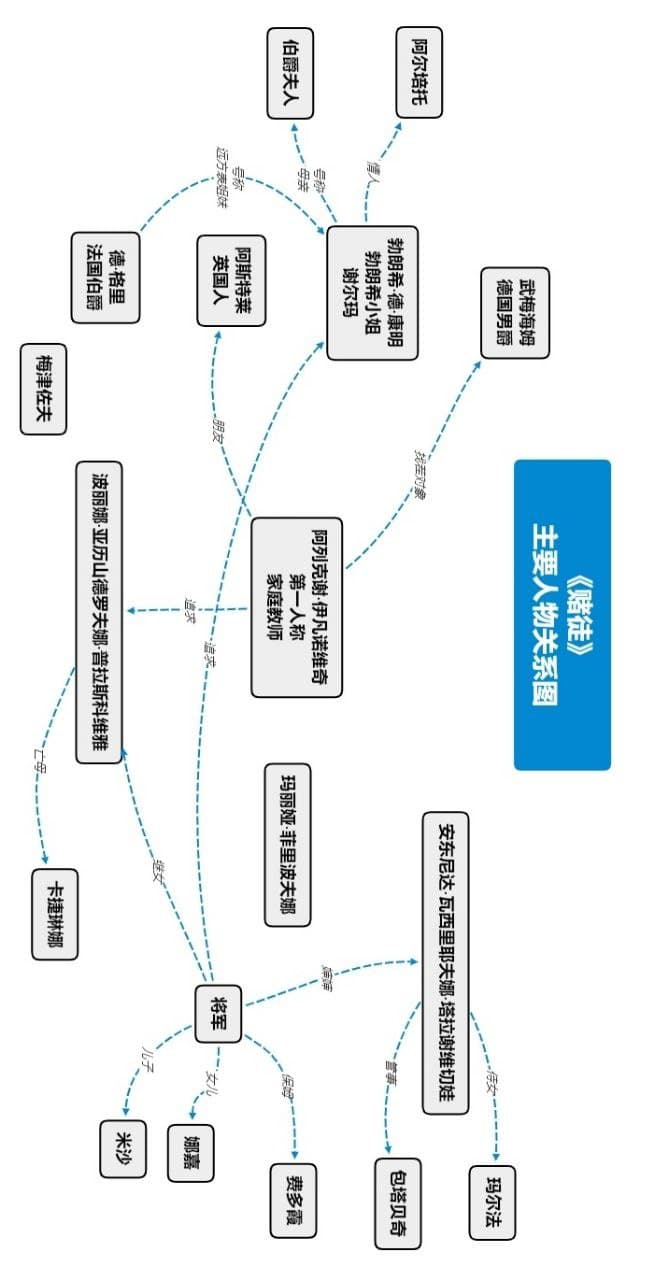 《赌徒》
主要人物关系图
武梅海姆
德国男爵
玛尔法
侍女
安东尼达·瓦西里耶夫娜·塔拉谢维切娃
阿尔培托
找茬对象
勃朗希·德·康明
勃朗希小姐
谢尔玛
包塔贝奇
管事
情人
号称
母亲
婶婶
阿列克谢·伊凡诺维奇
第一人称
家庭教师
伯爵夫人
玛丽娅·菲里波夫娜
保姆
费多霞
阿斯特莱
英国人
号称
远方表姐妹
朋友
追求
追求
将军
女儿
娜嘉
继女
儿子
米沙
德·格里
法国伯爵
波丽娜·亚历山德罗夫娜·普拉斯科维雅
梅津佐夫
亡母
卡捷琳娜